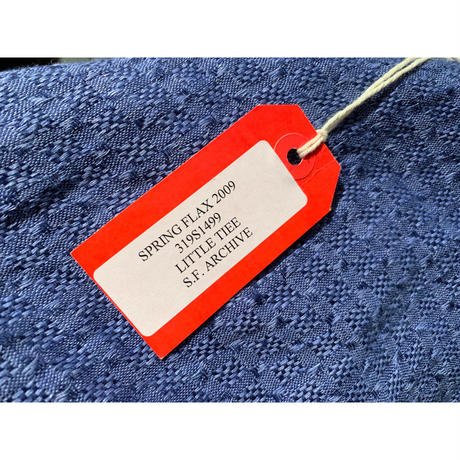 SPRING FLAX 2009
319S1499
LITTLE TIEE
S.F. ARCHIVE